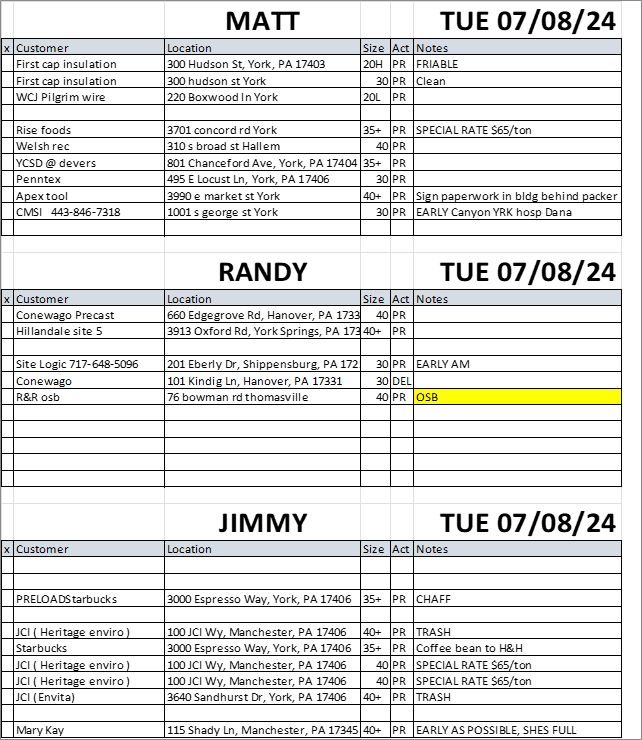 MATT TUE 07/08/24
x Customer Location Size Act Notes
First cap insulation 300 Hudson St, York, PA 17403 20H PR FRIABLE
First cap insulation 300 hudson st York 30 PR Clean
WCJ Pilgrim wire 220 Boxwood ln York 20L PR
Rise foods 3701 concord rd York 35+ PR SPECIAL RATE $65/ton
Welsh rec 310 s broad st Hallem 40 PR
YCSD @ devers 801 Chanceford Ave, York, PA 17404 35+ PR
Penntex 495 E Locust Ln, York, PA 17406 30 PR
Apex tool 3990 e market st York 40+ PR Sign paperwork in bldg behind packer
CMSI 443-846-7318 1001 s george st York 30 PR EARLY Canyon YRK hosp Dana
RANDY TUE 07/08/24
x Customer Location Size Act Notes
Conewago Precast 660 Edgegrove Rd, Hanover, PA 1733 40 PR
Hillandale site 5 3913 Oxford Rd, York Springs, PA 173 40+ PR
Site Logic 717-648-5096 201 Eberly Dr, Shippensburg, PA 172 30 PR EARLY AM
Conewago 101 Kindig Ln, Hanover, PA 17331 30 DEL
R&R osb 76 bowman rd thomasville 40 PR OSB
JIMMY TUE 07/08/24
x Customer Location Size Act Notes
PRELOADStarbucks 3000 Espresso Way, York, PA 17406 35+ PR CHAFF
JCI ( Heritage enviro ) 100 JCI Wy, Manchester, PA 17406 40+ PR TRASH
Starbucks 3000 Espresso Way, York, PA 17406 35+ PR Coffee bean to H&H
JCI ( Heritage enviro ) 100 JCI Wy, Manchester, PA 17406 40 PR SPECIAL RATE $65/ton
JCI ( Heritage enviro ) 100 JCI Wy, Manchester, PA 17406 40 PR SPECIAL RATE $65/ton
JCI (Envita) 3640 Sandhurst Dr, York, PA 17406 40+ PR TRASH
Mary Kay 115 Shady Ln, Manchester, PA 17345 40+ PR EARLY AS POSSIBLE, SHES FULL